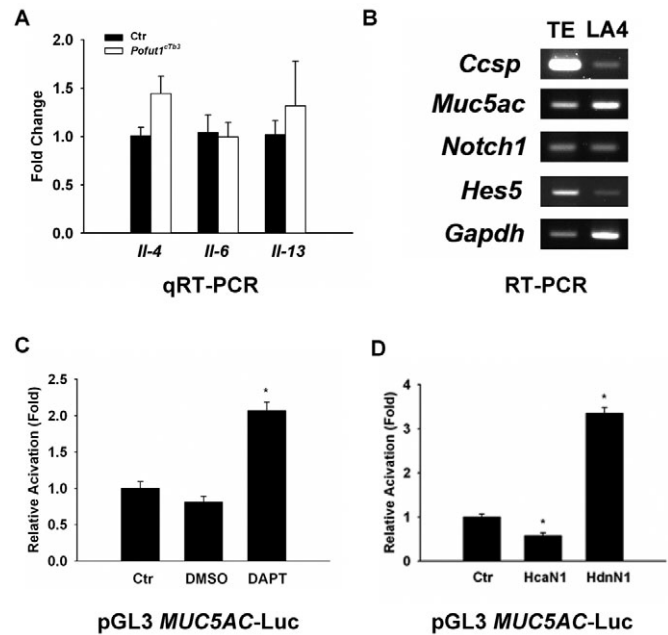 A
Ctr
Pofut1cTb3
Fold Change
2.0
1.5
1.0
0.5
0.0
Il-4 Il-6 Il-13
qRT-PCR
B
TE LA4
Ccsp
Muc5ac
Notch1
Hes5
Gapdh
RT-PCR
C
Relative Acivation (Fold)
2.5
2.0
1.5
1.0
0.5
0.0
*
Ctr DMSO DAPT
pGL3 MUC5AC-Luc
D
Relative Acivation (Fold)
4
3
2
1
0
*
*
Ctr HcaN1 HdnN1
pGL3 MUC5AC-Luc